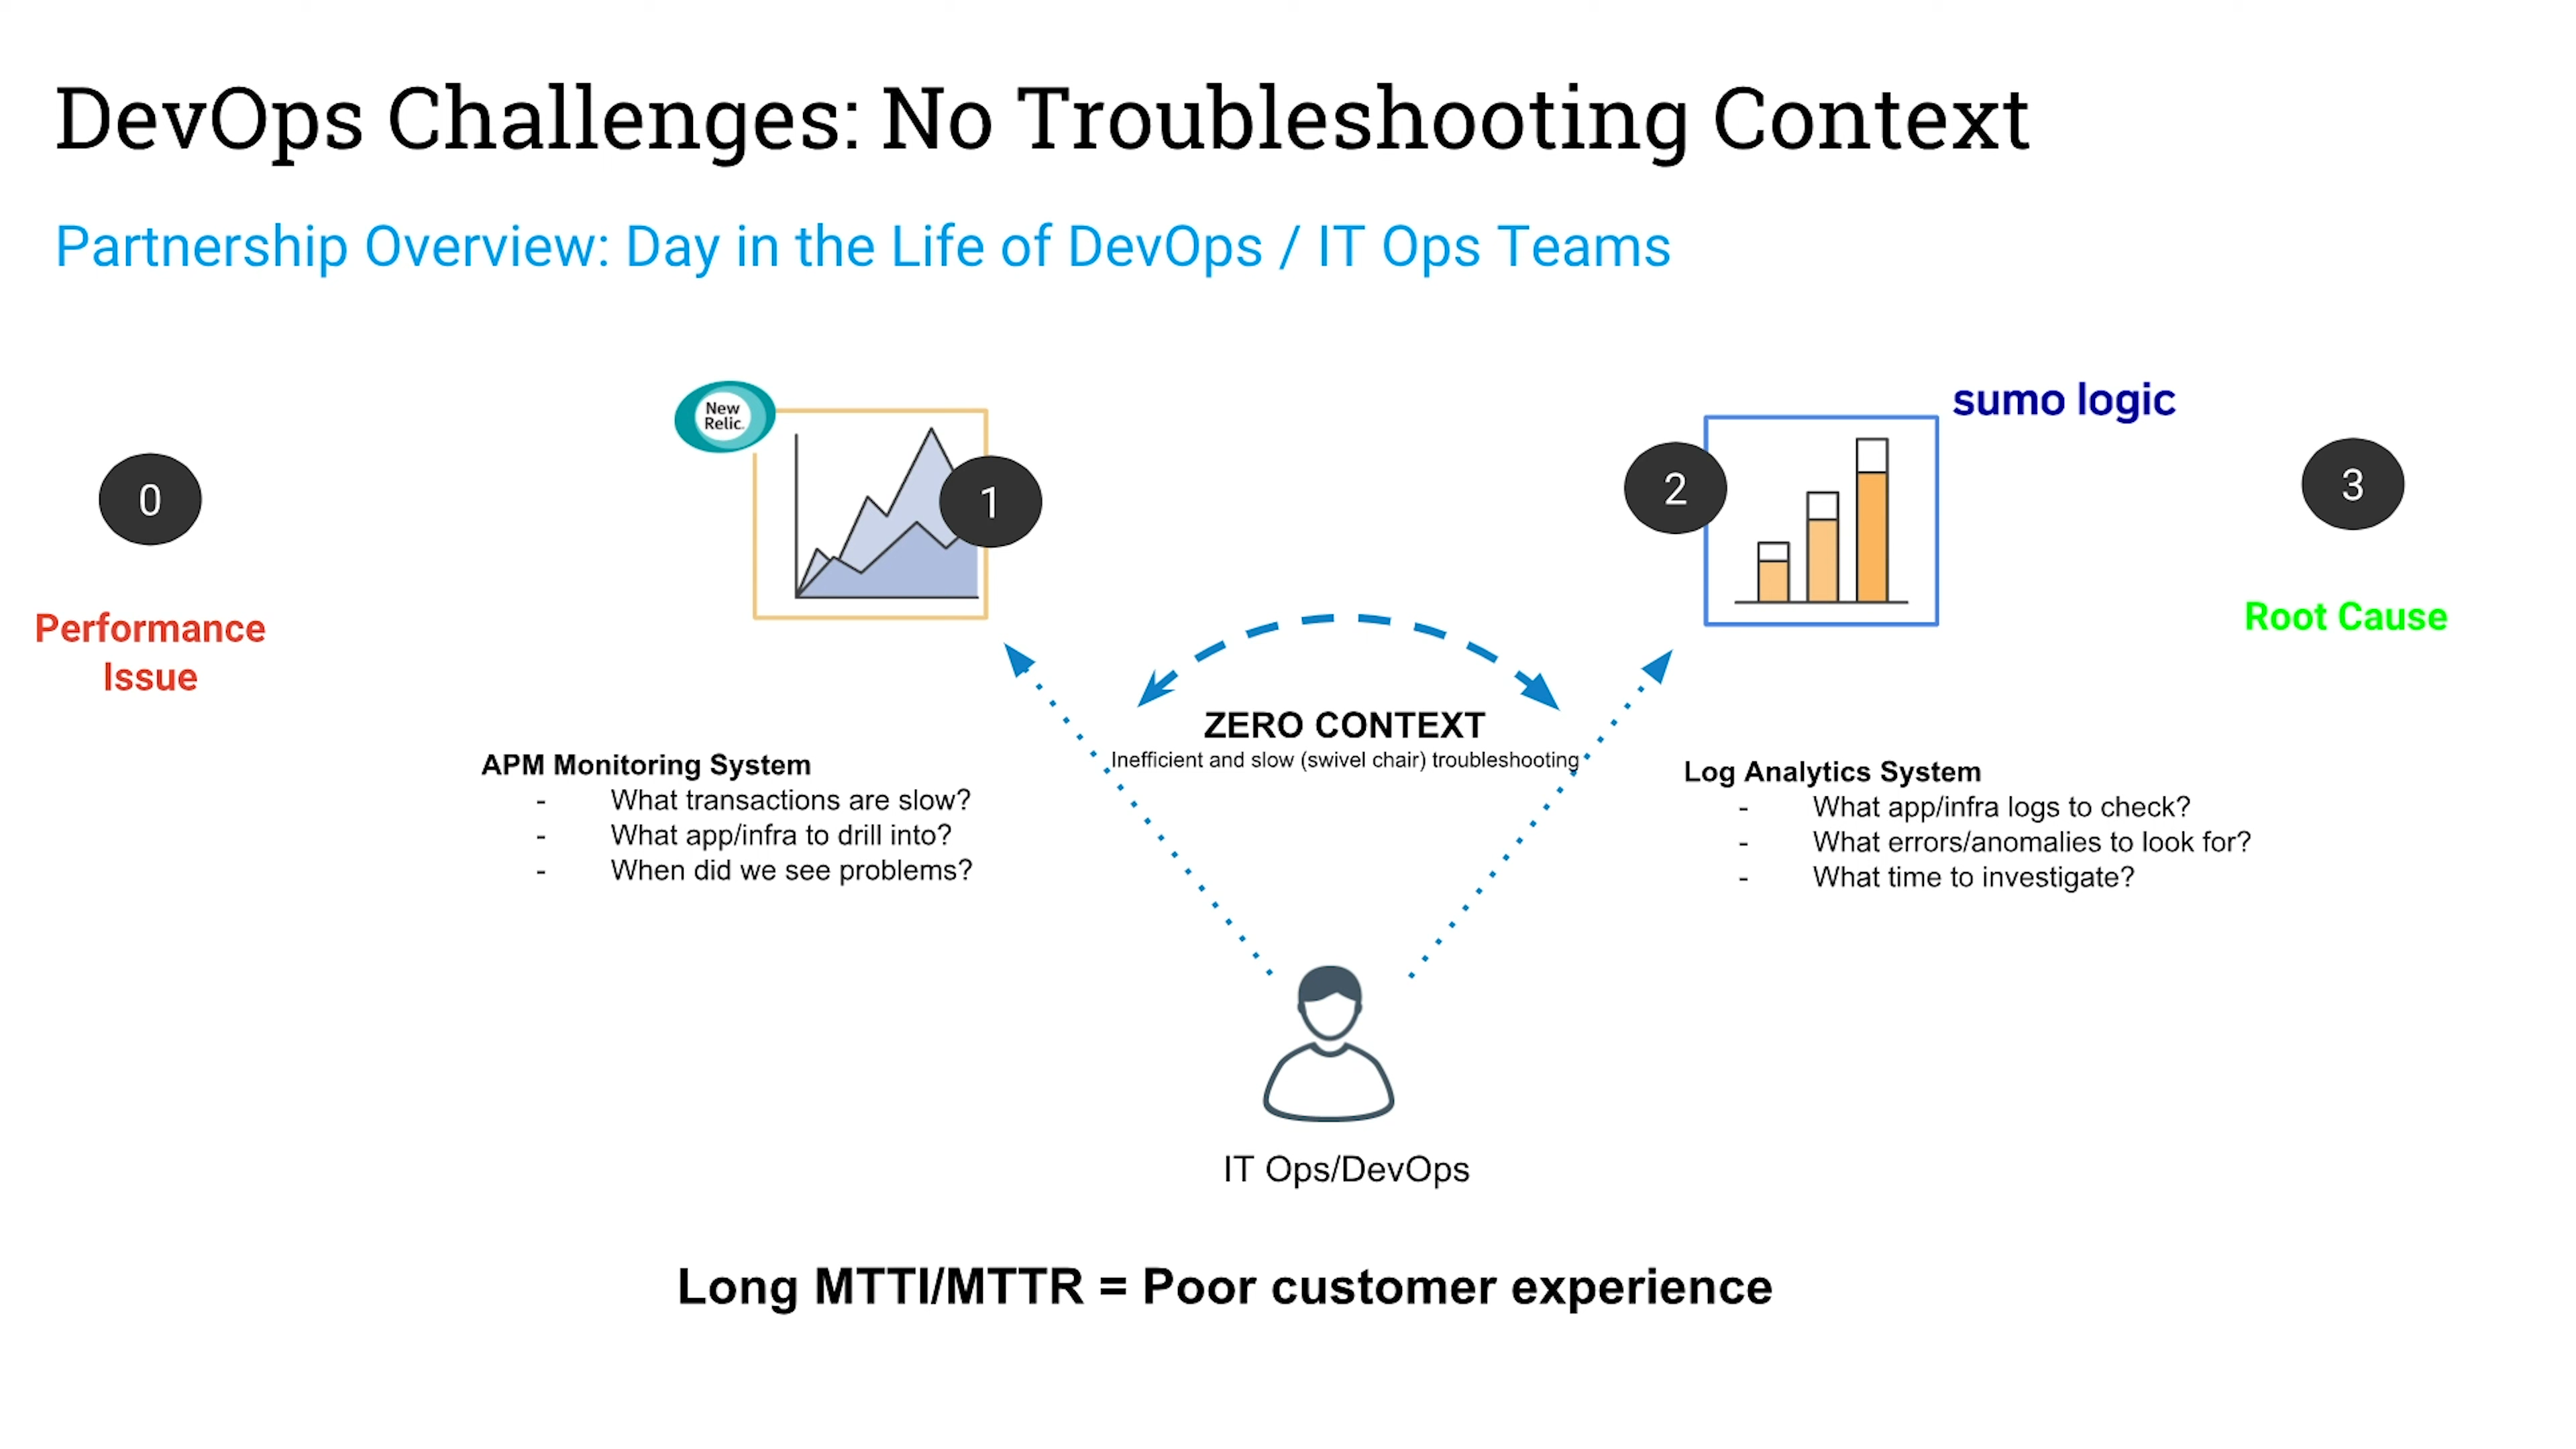 DevOps Challenges: No Troubleshooting Context
Partnership Overview: Day in the Life of DevOps / IT Ops Teams
0
Performance
Issue
New
Relic.
1
2
sumo logic
3
Root Cause
ZERO CONTEXT
Inefficient and slow (swivel chair) troubleshooting
APM Monitoring System
- What transactions are slow?
- What app/infra to drill into?
- When did we see problems?
Log Analytics System
- What app/infra logs to check?
- What errors/anomalies to look for?
- What time to investigate?
IT Ops/DevOps
Long MTTI/MTTR = Poor customer experience